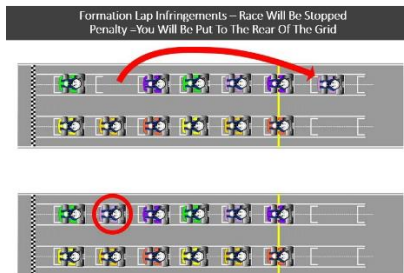 Formation Lap Infringements – Race Will Be Stopped
Penalty –You Will Be Put To The Rear Of The Grid